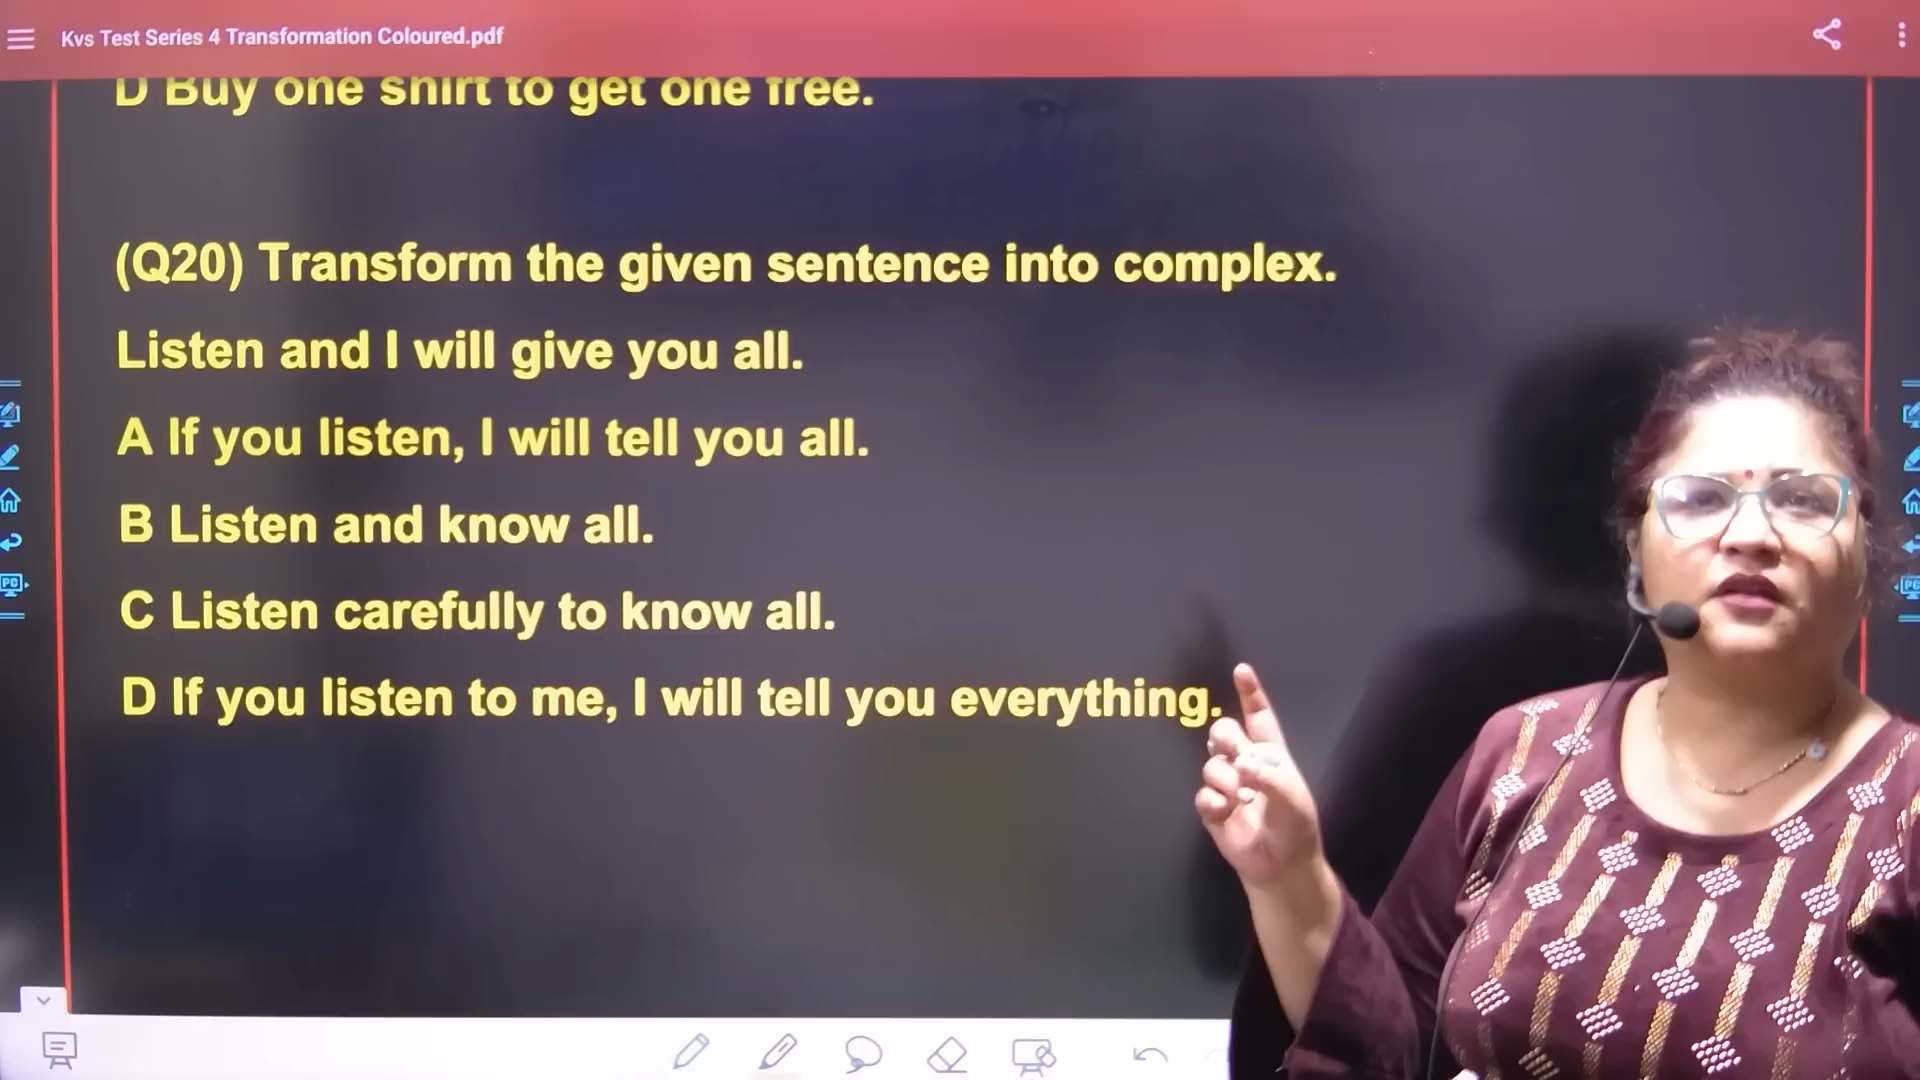 Kvs Test Series 4 Transformation Coloured.pdf
D Buy one shirt to get one free.
(Q20) Transform the given sentence into complex.
Listen and I will give you all.
A If you listen, I will tell you all.
B Listen and know all.
C Listen carefully to know all.
D If you listen to me, I will tell you everything.
PC
PC